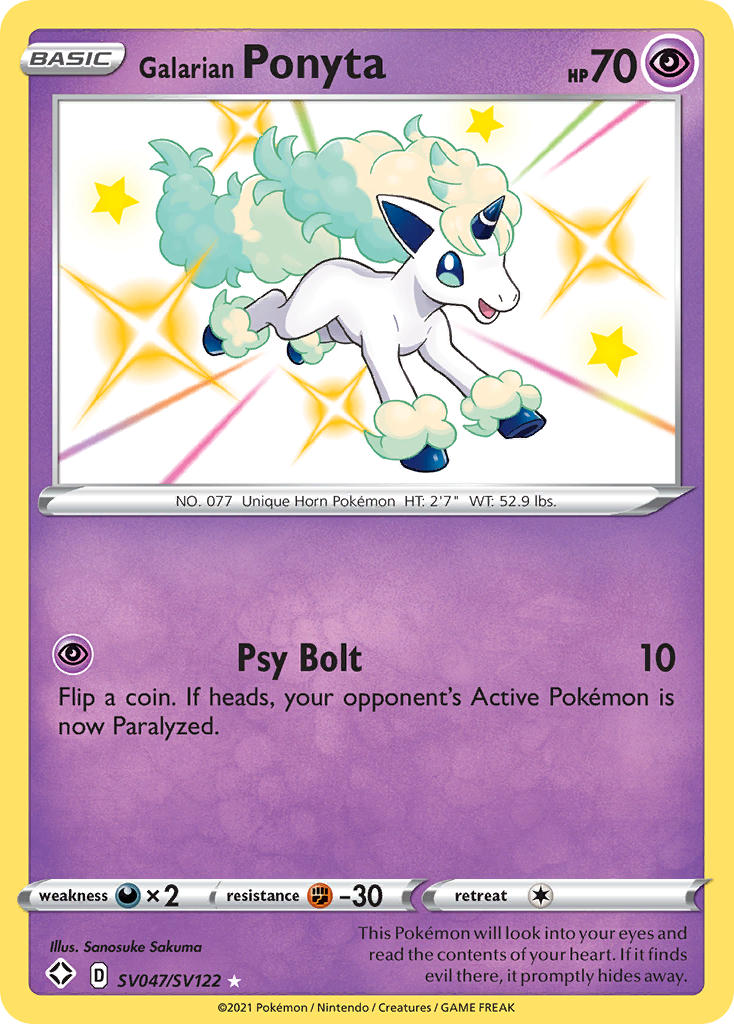 BASIC
Galarian Ponyta
HP 70
NO. 077 Unique Horn Pokémon HT: 2'7" WT: 52.9 lbs.
Psy Bolt 10
Flip a coin. If heads, your opponent's Active Pokémon is
now Paralyzed.
weakness ×2 resistance -30 retreat
Illus. Sanosuke Sakuma
This Pokémon will look into your eyes and
read the contents of your heart. If it finds
evil there, it promptly hides away.
D SV047/SV122
©2021 Pokémon / Nintendo / Creatures / GAME FREAK